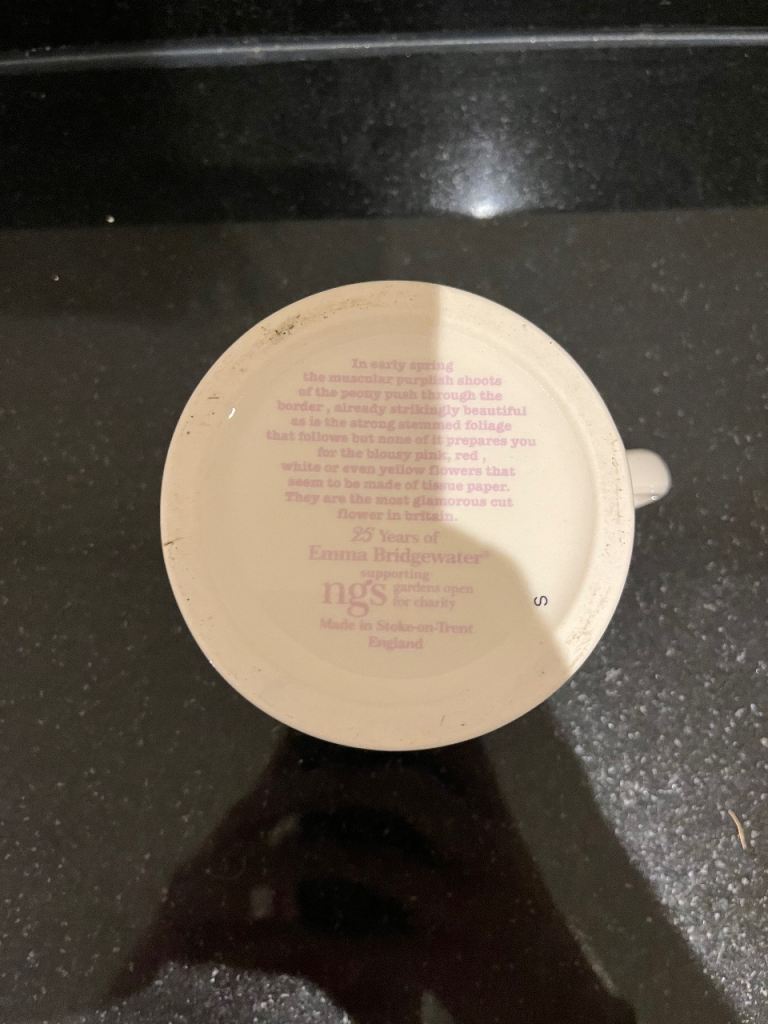 In early spring
the muscular purplish shoots
of the peony push through the
border , already strikingly beautiful
as is the strong stemmed foliage
that follows but none of it prepares you
for the blousy pink, red ,
white or even yellow flowers that
seem to be made of tissue paper.
They are the most glamorous cut
flower in britain.
25 Years of
Emma Bridgewater®
supporting
ngs gardens open
for charity
Made in Stoke-on-Trent
England
S